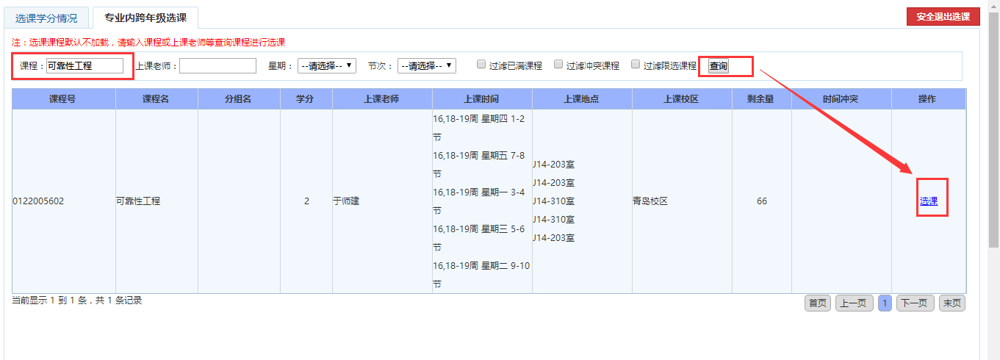 选课学分情况
专业内跨年级选课
安全退出选课
注：选课课程默认不加载，请输入课程或上课老师等查询课程进行选课
课程：可靠性工程 上课老师： 星期： --请选择-- 节次： --请选择-- 过滤已满课程 过滤冲突课程 过滤限选课程 查询
课程号 课程名 分组名 学分 上课老师 上课时间 上课地点 上课校区 剩余量 时间冲突 操作
0122005602
可靠性工程
2
于师建
16,18-19周 星期四 1-2
节
16,18-19周 星期五 7-8
节
16,18-19周 星期一 3-4
节
16,18-19周 星期三 5-6
节
16,18-19周 星期二 9-10
节
J14-203室
J14-203室
J14-310室
J14-310室
J14-203室
青岛校区
66
选课
当前显示 1 到 1 条，共 1 条记录
首页 上一页 1 下一页 末页